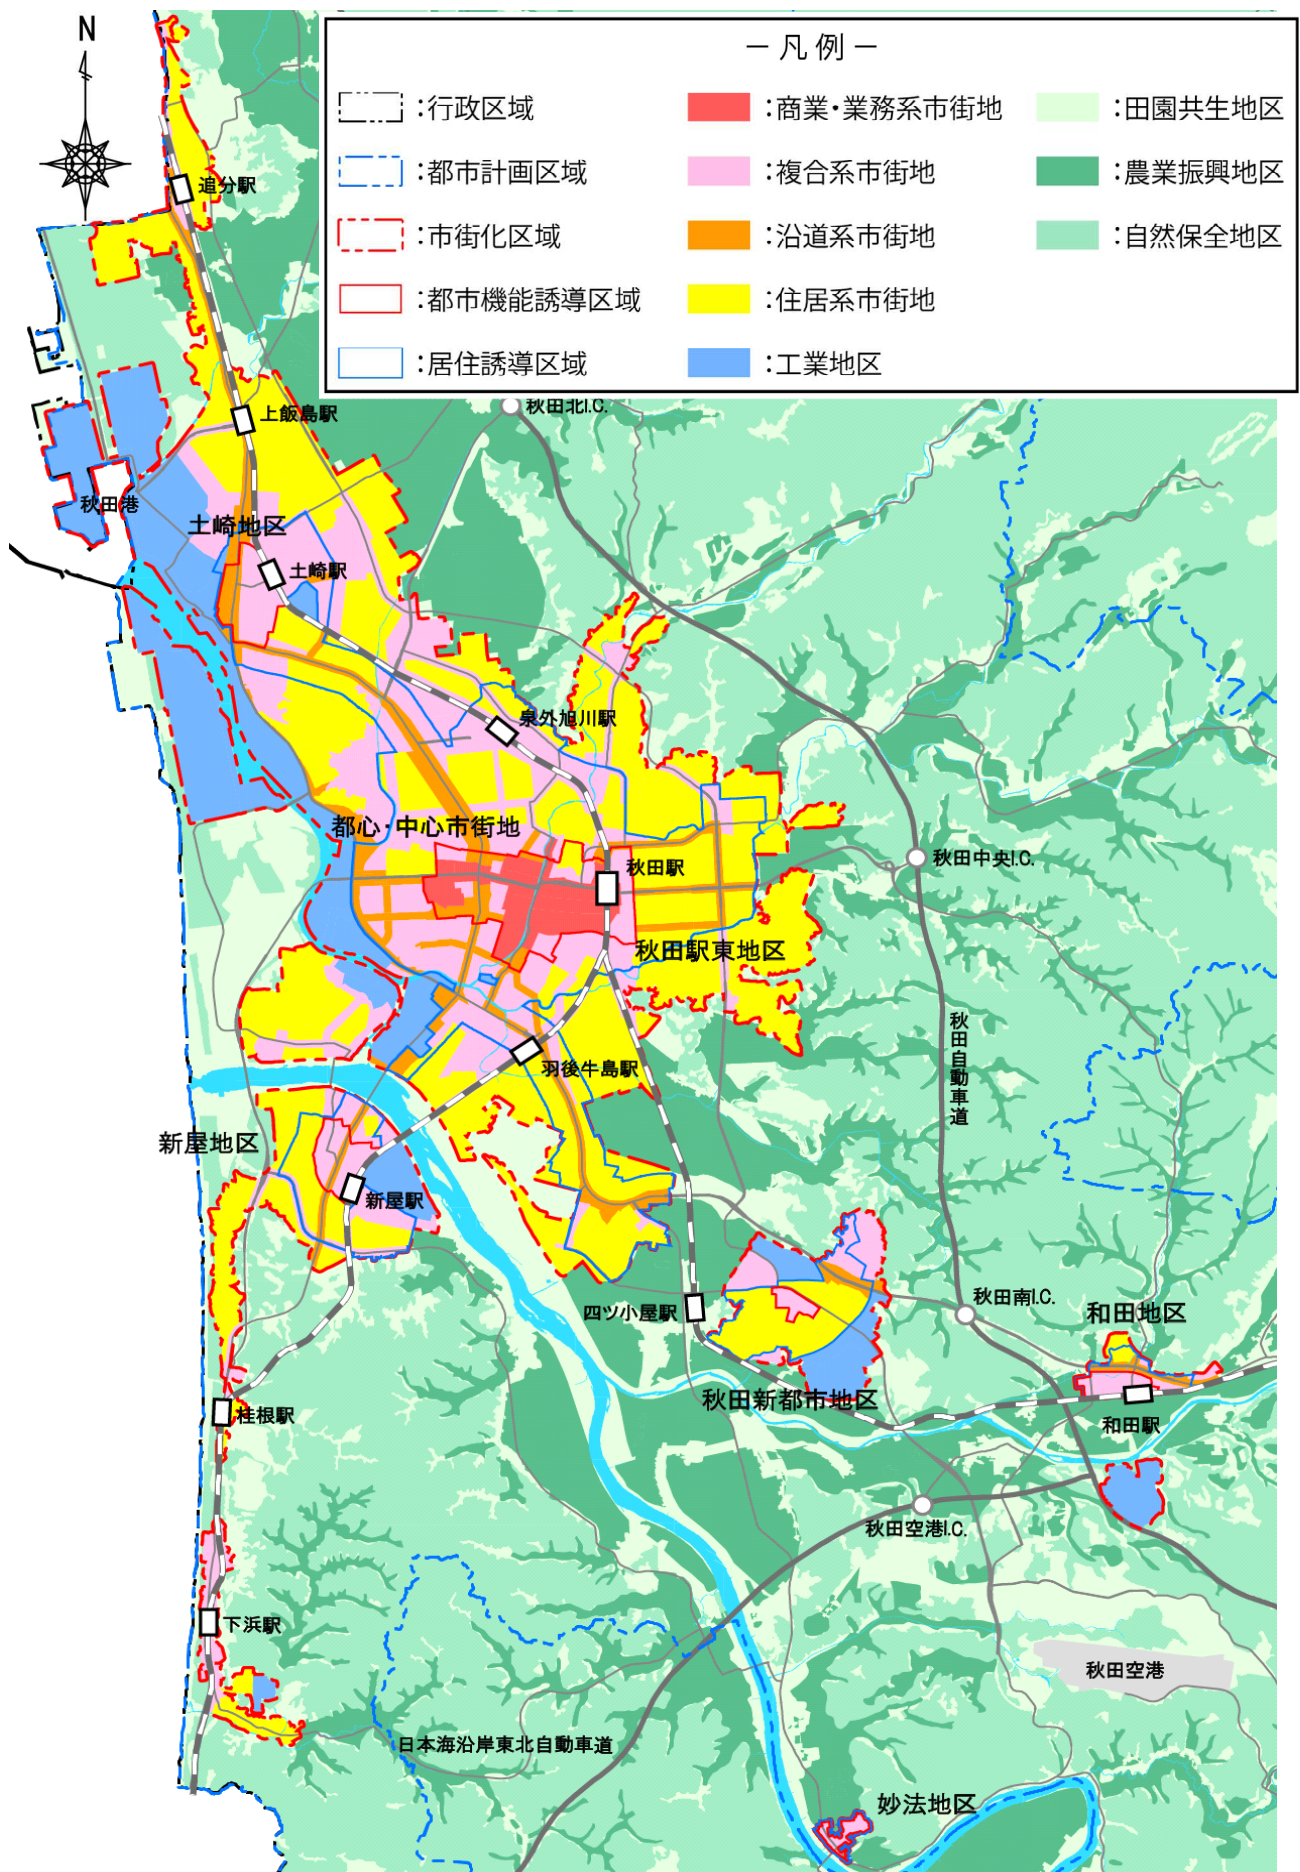 N
－凡例－
:行政区域
:都市計画区域
:市街化区域
:都市機能誘導区域
:居住誘導区域
:商業・業務系市街地
:複合系市街地
:沿道系市街地
:住居系市街地
:工業地区
:田園共生地区
:農業振興地区
:自然保全地区
追分駅
上飯島駅
秋田北I.C.
秋田港
土崎地区
土崎駅
泉外旭川駅
都心・中心市街地
秋田駅
秋田中央I.C.
秋田駅東地区
秋田自動車道
羽後牛島駅
新屋地区
新屋駅
四ツ小屋駅
秋田南I.C.
和田地区
秋田新都市地区
和田駅
桂根駅
秋田空港I.C.
下浜駅
秋田空港
日本海沿岸東北自動車道
妙法地区